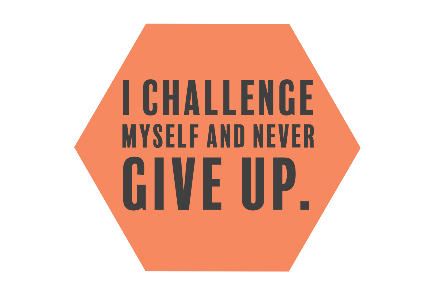 I CHALLENGE
MYSELF AND NEVER
GIVE UP.